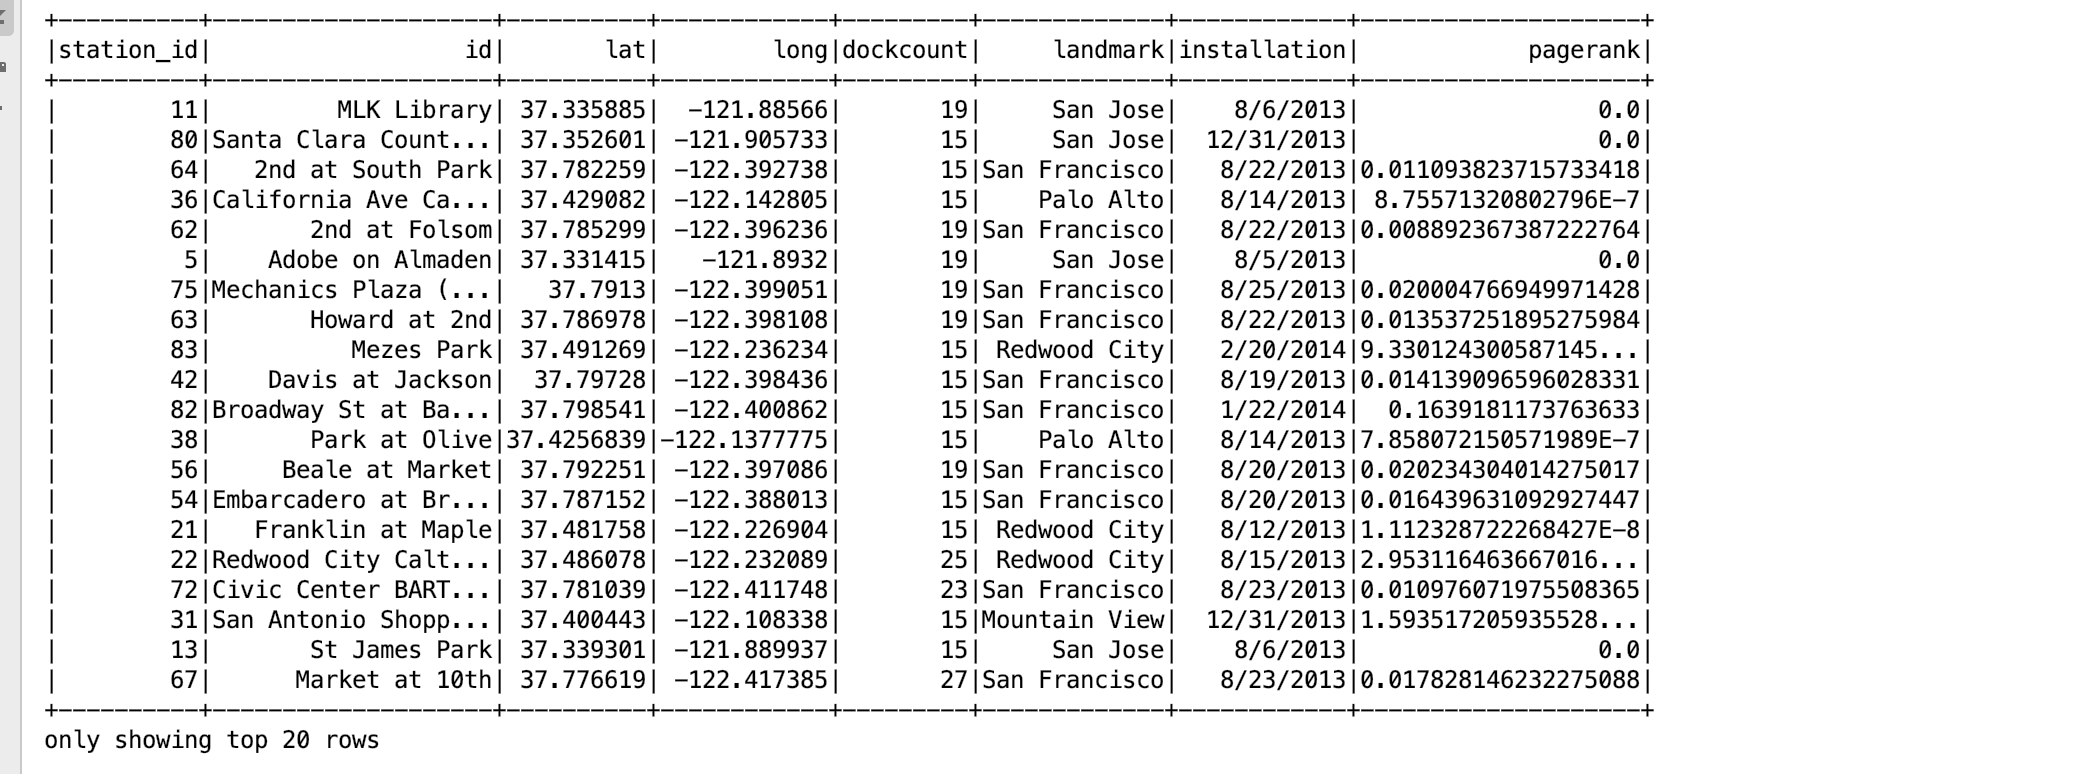 +----------+--------------------+----------+------------+---------+-------------+------------+--------------------+
|station_id|                  id|       lat|        long|dockcount|     landmark|installation|            pagerank|
+----------+--------------------+----------+------------+---------+-------------+------------+--------------------+
|        11|         MLK Library| 37.335885|  -121.88566|       19|     San Jose|    8/6/2013|                 0.0|
|        80|Santa Clara Count...| 37.352601| -121.905733|       15|     San Jose|  12/31/2013|                 0.0|
|        64|   2nd at South Park| 37.782259| -122.392738|       15|San Francisco|   8/22/2013|0.011093823715733418|
|        36|California Ave Ca...| 37.429082| -122.142805|       15|    Palo Alto|   8/14/2013| 8.75571320802796E-7|
|        62|       2nd at Folsom| 37.785299| -122.396236|       19|San Francisco|   8/22/2013|0.008892367387222764|
|         5|    Adobe on Almaden| 37.331415|   -121.8932|       19|     San Jose|    8/5/2013|                 0.0|
|        75|Mechanics Plaza (...|   37.7913| -122.399051|       19|San Francisco|   8/25/2013|0.020004766949971428|
|        63|       Howard at 2nd| 37.786978| -122.398108|       19|San Francisco|   8/22/2013|0.013537251895275984|
|        83|          Mezes Park| 37.491269| -122.236234|       15| Redwood City|   2/20/2014|9.330124300587145...|
|        42|    Davis at Jackson|  37.79728| -122.398436|       15|San Francisco|   8/19/2013|0.014139096596028331|
|        82|Broadway St at Ba...| 37.798541| -122.400862|       15|San Francisco|   1/22/2014|  0.1639181173763633|
|        38|       Park at Olive|37.4256839|-122.1377775|       15|    Palo Alto|   8/14/2013|7.858072150571989E-7|
|        56|     Beale at Market| 37.792251| -122.397086|       19|San Francisco|   8/20/2013|0.020234304014275017|
|        54|Embarcadero at Br...| 37.787152| -122.388013|       15|San Francisco|   8/20/2013|0.016439631092927447|
|        21|   Franklin at Maple| 37.481758| -122.226904|       15| Redwood City|   8/12/2013|1.112328722268427E-8|
|        22|Redwood City Calt...| 37.486078| -122.232089|       25| Redwood City|   8/15/2013|2.953116463667016...|
|        72|Civic Center BART...| 37.781039| -122.411748|       23|San Francisco|   8/23/2013|0.010976071975508365|
|        31|San Antonio Shopp...| 37.400443| -122.108338|       15|Mountain View|  12/31/2013|1.593517205935528...|
|        13|       St James Park| 37.339301| -121.889937|       15|     San Jose|    8/6/2013|                 0.0|
|        67|      Market at 10th| 37.776619| -122.417385|       27|San Francisco|   8/23/2013|0.017828146232275088|
+----------+--------------------+----------+------------+---------+-------------+------------+--------------------+
only showing top 20 rows